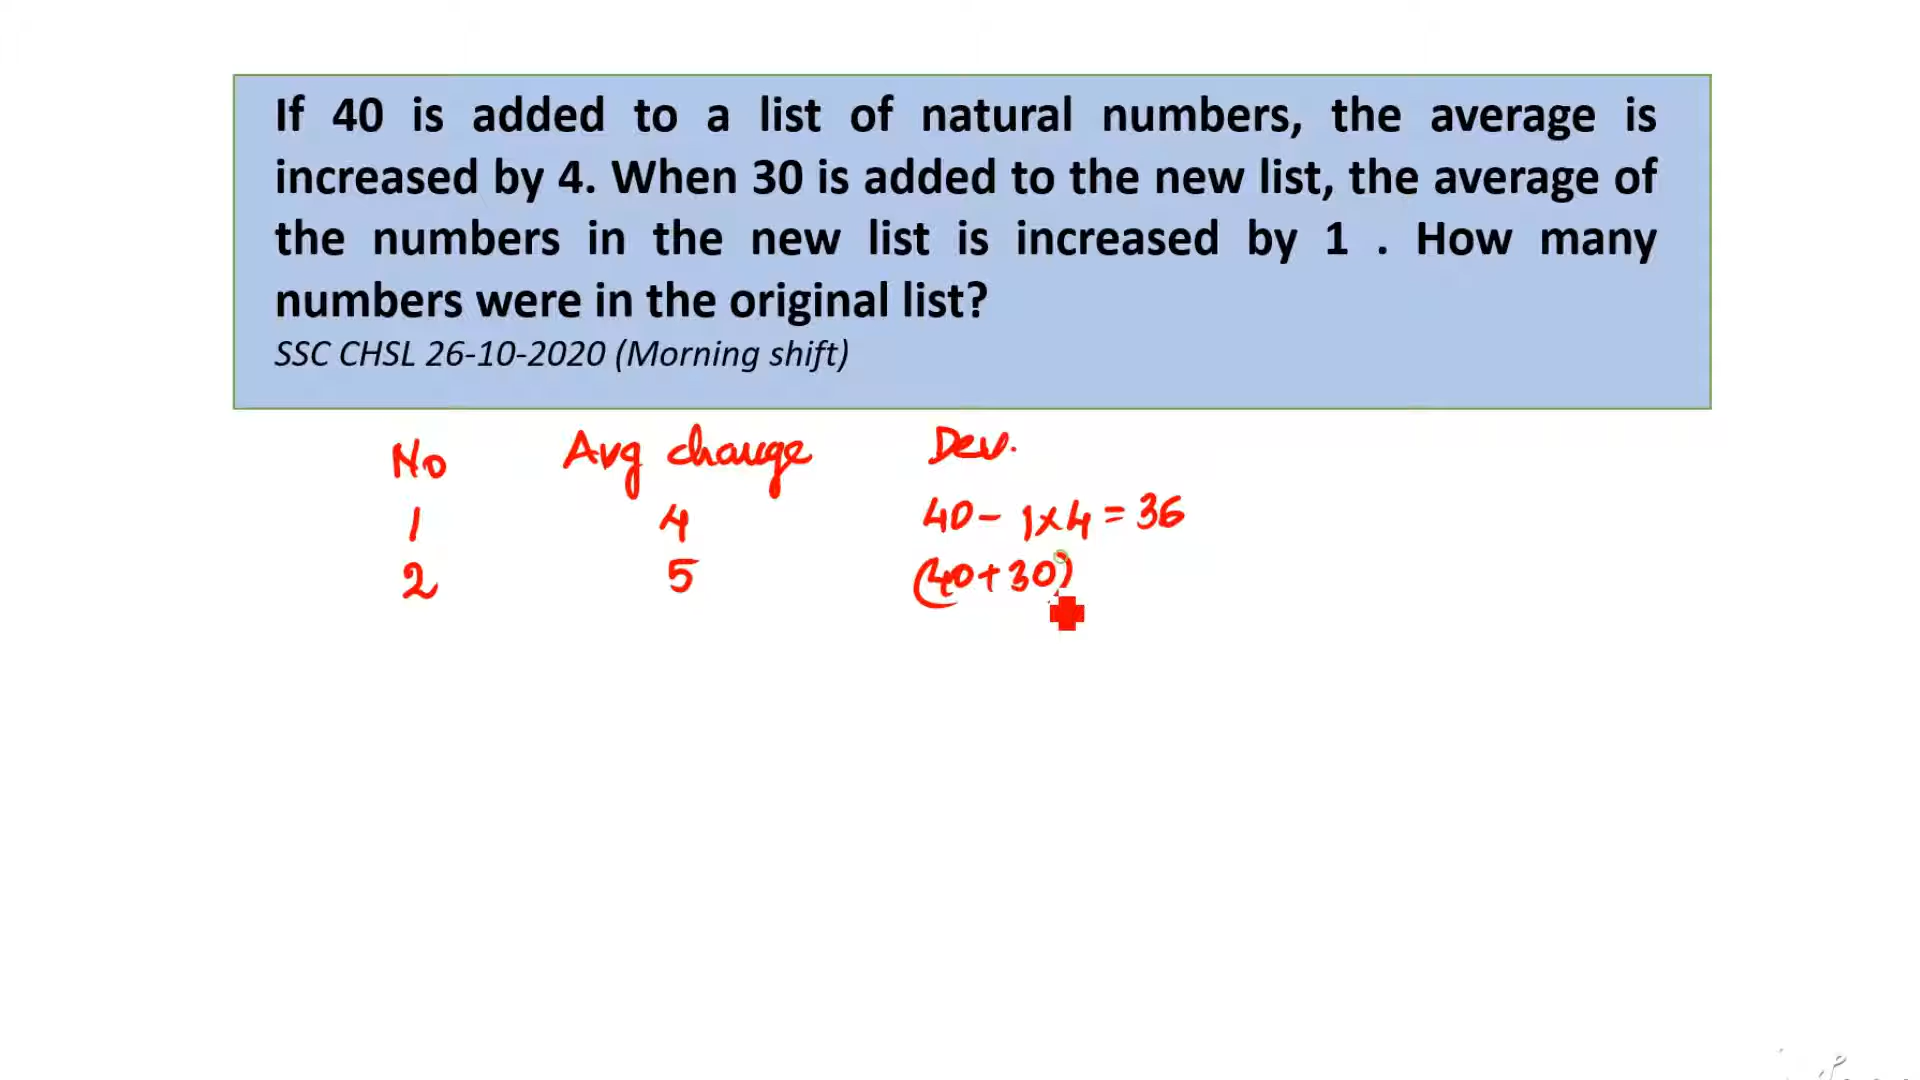 If 40 is added to a list of natural numbers, the average is
increased by 4. When 30 is added to the new list, the average of
the numbers in the new list is increased by 1 . How many
numbers were in the original list?
SSC CHSL 26-10-2020 (Morning shift)
No Avg change Dev.
1 4 40 - 1×4 = 36
2 5 (40+30)